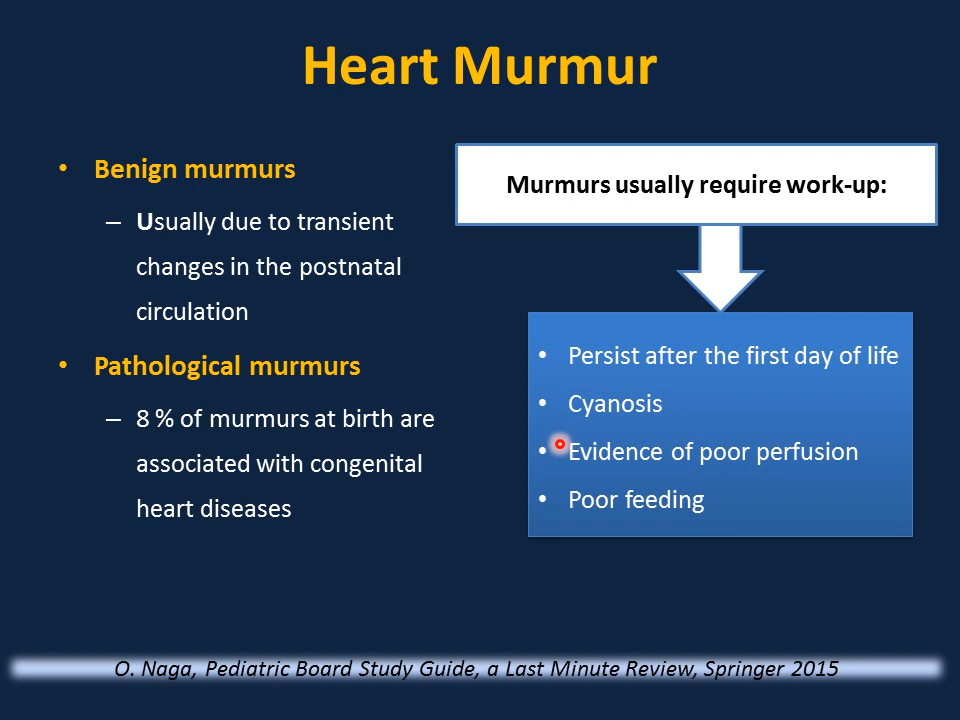 Heart Murmur
• Benign murmurs
– Usually due to transient
changes in the postnatal
circulation
• Pathological murmurs
– 8 % of murmurs at birth are
associated with congenital
heart diseases
Murmurs usually require work-up:
• Persist after the first day of life
• Cyanosis
• Evidence of poor perfusion
• Poor feeding
O. Naga, Pediatric Board Study Guide, a Last Minute Review, Springer 2015